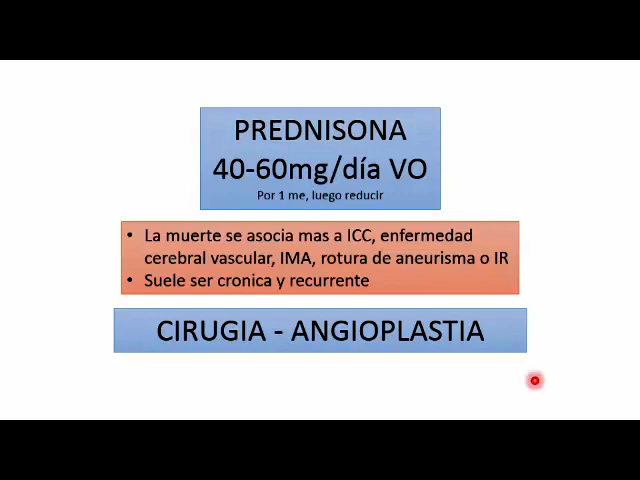 PREDNISONA
40-60mg/día VO
Por 1 me, luego reducir
• La muerte se asocia mas a ICC, enfermedad
cerebral vascular, IMA, rotura de aneurisma o IR
• Suele ser cronica y recurrente
CIRUGIA - ANGIOPLASTIA